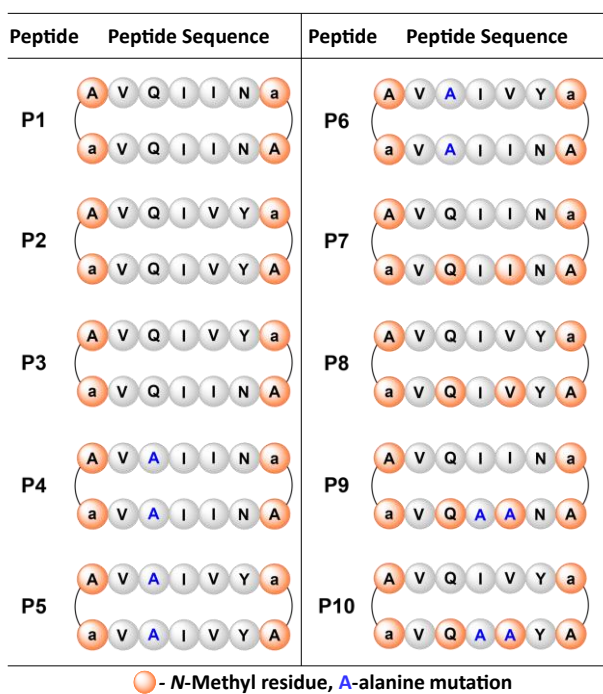 Peptide Peptide Sequence Peptide Peptide Sequence
P1
A V Q I I N a
a V Q I I N A
P2
A V Q I V Y a
a V Q I V Y A
P3
A V Q I V Y a
a V Q I I N A
P4
A V A I I N a
a V A I I N A
P5
A V A I V Y a
a V A I V Y A
P6
A V A I V Y a
a V A I I N A
P7
A V Q I I N a
a V Q I I N A
P8
A V Q I V Y a
a V Q I V Y A
P9
A V Q I I N a
a V Q A A N A
P10
A V Q I V Y a
a V Q A A Y A
- N-Methyl residue, A-alanine mutation